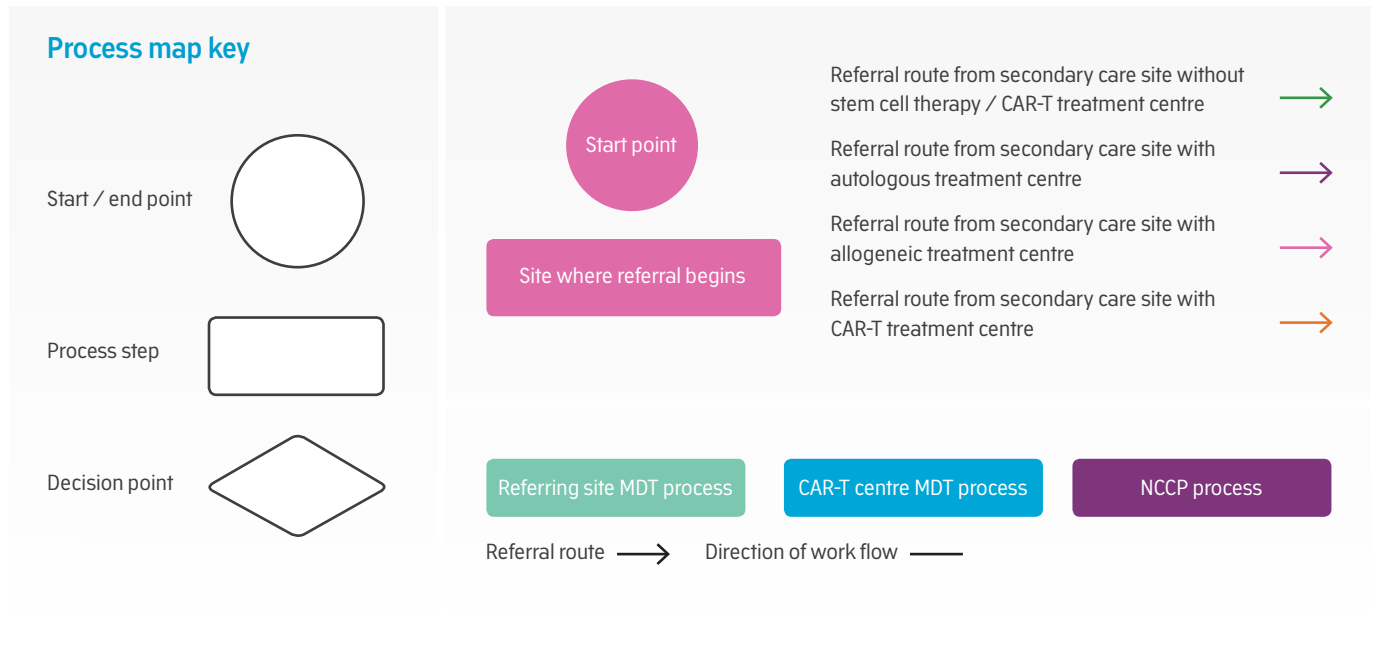 Process map key
Start / end point
Process step
Decision point
Start point
Site where referral begins
Referral route from secondary care site without
stem cell therapy / CAR-T treatment centre
Referral route from secondary care site with
autologous treatment centre
Referral route from secondary care site with
allogeneic treatment centre
Referral route from secondary care site with
CAR-T treatment centre
Referring site MDT process
CAR-T centre MDT process
NCCP process
Referral route
Direction of work flow